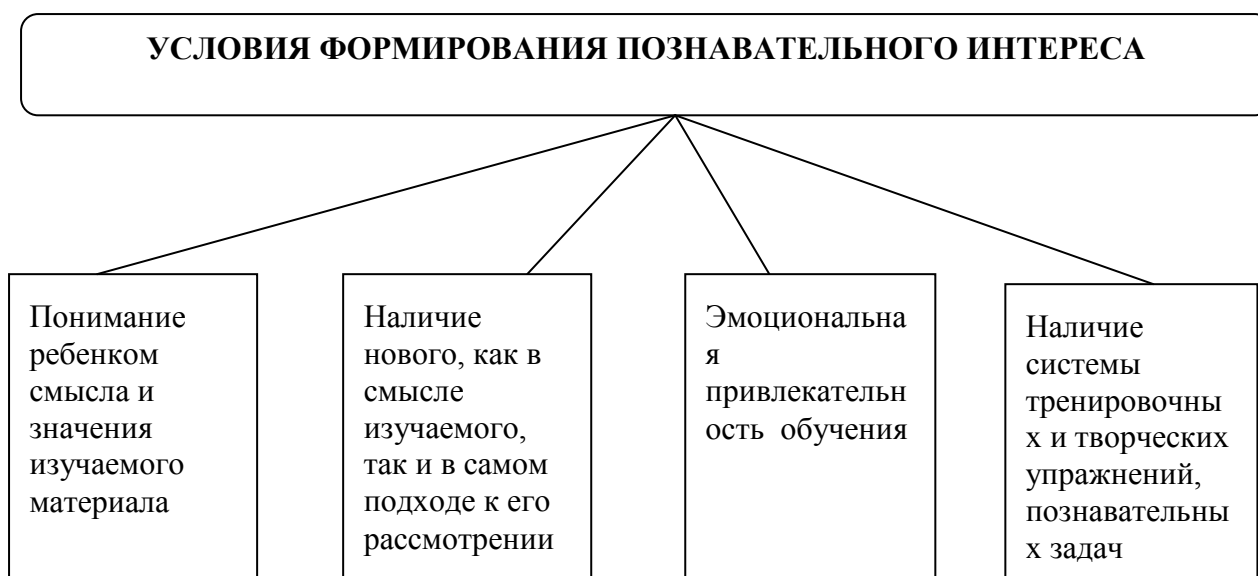 УСЛОВИЯ ФОРМИРОВАНИЯ ПОЗНАВАТЕЛЬНОГО ИНТЕРЕСА
Понимание
ребенком
смысла и
значения
изучаемого
материала
Наличие
нового, как в
смысле
изучаемого,
так и в самом
подходе к его
рассмотрении
Эмоциональна
я
привлекательн
ость обучения
Наличие
системы
тренировочны
х и творческих
упражнений,
познавательны
х задач